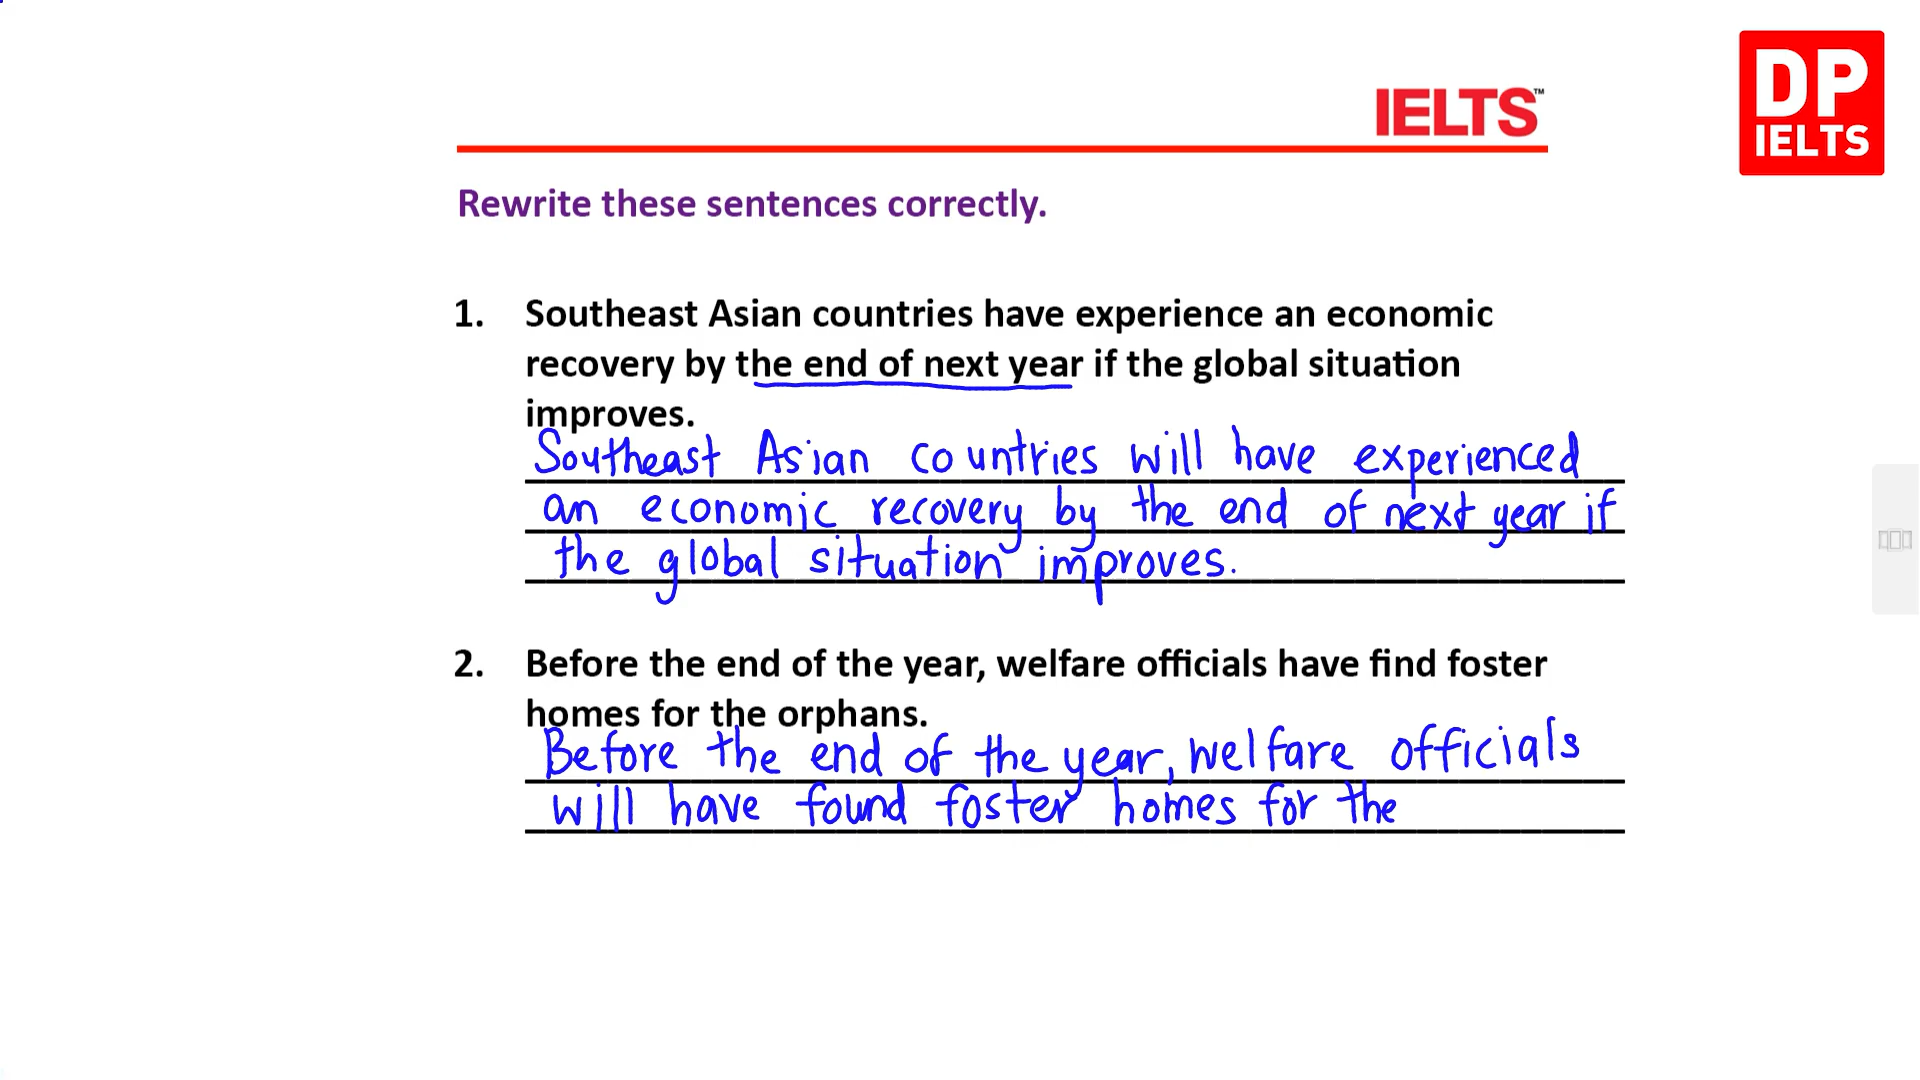 DP
IELTS
IELTS™
Rewrite these sentences correctly.
1. Southeast Asian countries have experience an economic
recovery by the end of next year if the global situation
improves.
Southeast Asian countries will have experienced
an economic recovery by the end of next year if
the global situation improves.
2. Before the end of the year, welfare officials have find foster
homes for the orphans.
Before the end of the year, welfare officials
will have found foster homes for the